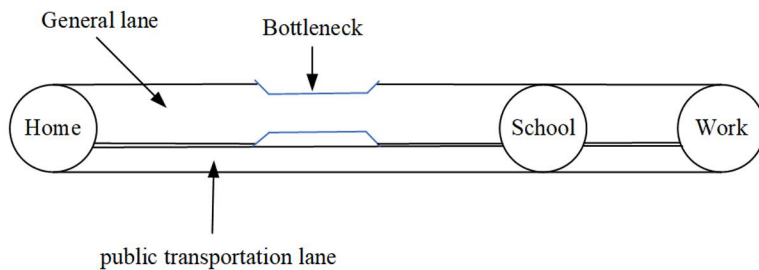 General lane
Bottleneck
Home
School
Work
public transportation lane